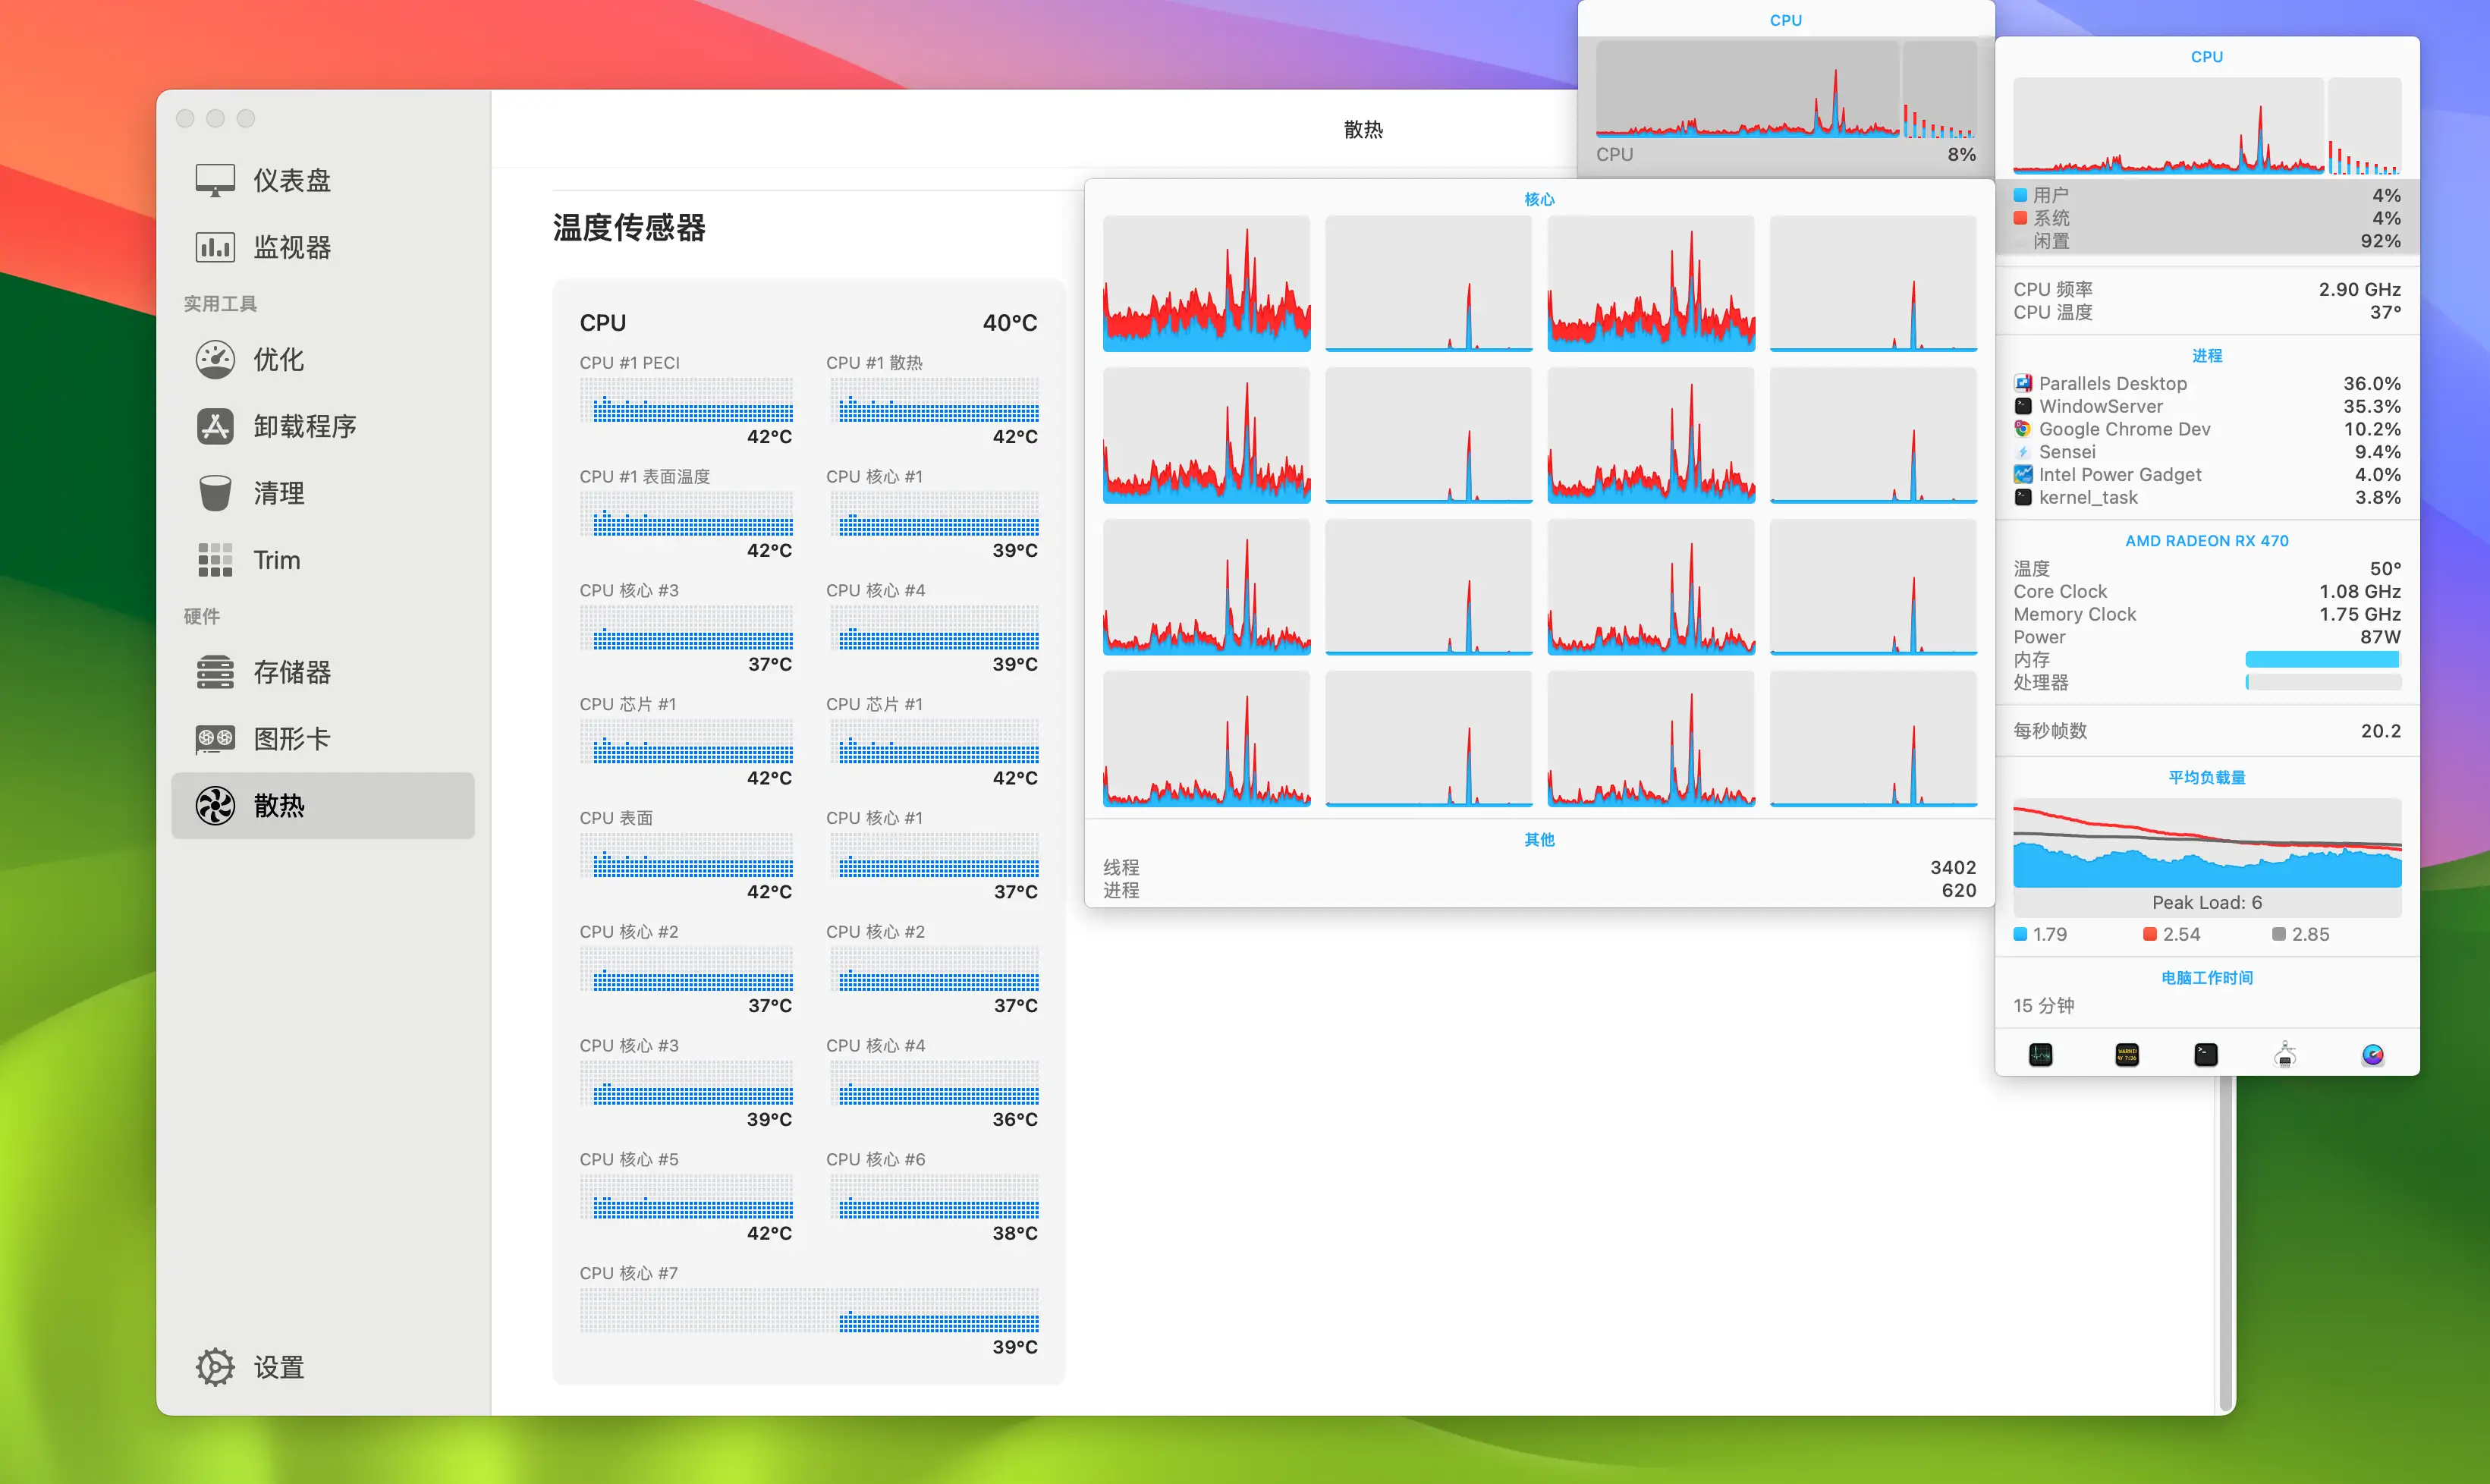 仪表盘
监视器
实用工具
优化
卸载程序
清理
Trim
硬件
存储器
图形卡
散热
设置
散热
温度传感器
CPU 40°C
CPU #1 PECI
42°C
CPU #1 散热
42°C
CPU #1 表面温度
42°C
CPU 核心 #1
39°C
CPU 核心 #3
37°C
CPU 核心 #4
39°C
CPU 芯片 #1
42°C
CPU 芯片 #1
42°C
CPU 表面
42°C
CPU 核心 #1
37°C
CPU 核心 #2
37°C
CPU 核心 #2
37°C
CPU 核心 #3
39°C
CPU 核心 #4
36°C
CPU 核心 #5
42°C
CPU 核心 #6
38°C
CPU 核心 #7
39°C
CPU
CPU 8%
核心
其他
线程 3402
进程 620
CPU
用户 4%
系统 4%
闲置 92%
CPU 频率 2.90 GHz
CPU 温度 37°
进程
Parallels Desktop 36.0%
WindowServer 35.3%
Google Chrome Dev 10.2%
Sensei 9.4%
Intel Power Gadget 4.0%
kernel_task 3.8%
AMD RADEON RX 470
温度 50°
Core Clock 1.08 GHz
Memory Clock 1.75 GHz
Power 87W
内存
处理器
每秒帧数 20.2
平均负载量
Peak Load: 6
1.79 2.54 2.85
电脑工作时间
15 分钟